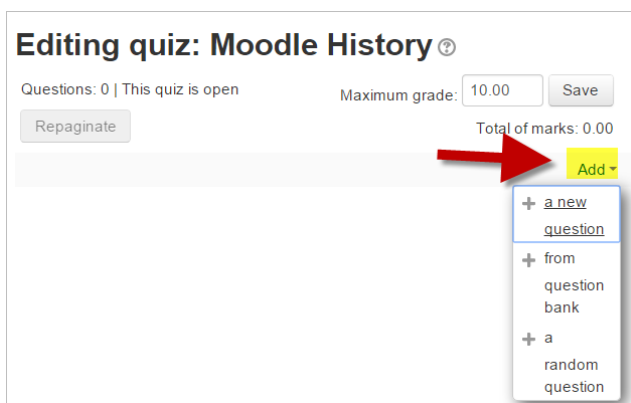 Editing quiz: Moodle History
Questions: 0 | This quiz is open
Maximum grade: 10.00 Save
Repaginate
Total of marks: 0.00
Add
a new
question
from
question
bank
a
random
question